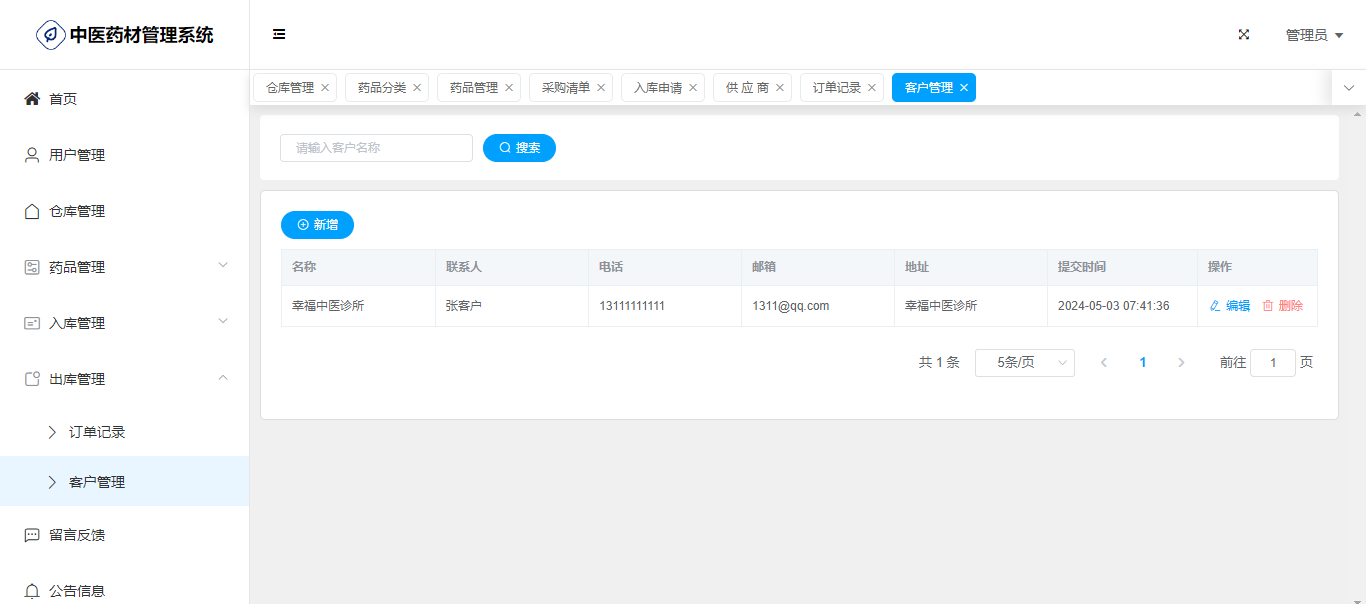 中医药材管理系统
管理员
仓库管理 药品分类 药品管理 采购清单 入库申请 供 应 商 订单记录 客户管理
首页
用户管理
仓库管理
药品管理
入库管理
出库管理
订单记录
客户管理
留言反馈
公告信息
请输入客户名称 搜索
新增
名称 联系人 电话 邮箱 地址 提交时间 操作
幸福中医诊所 张客户 13111111111 1311@qq.com 幸福中医诊所 2024-05-03 07:41:36 编辑 删除
共 1 条 5条/页 1 前往 1 页